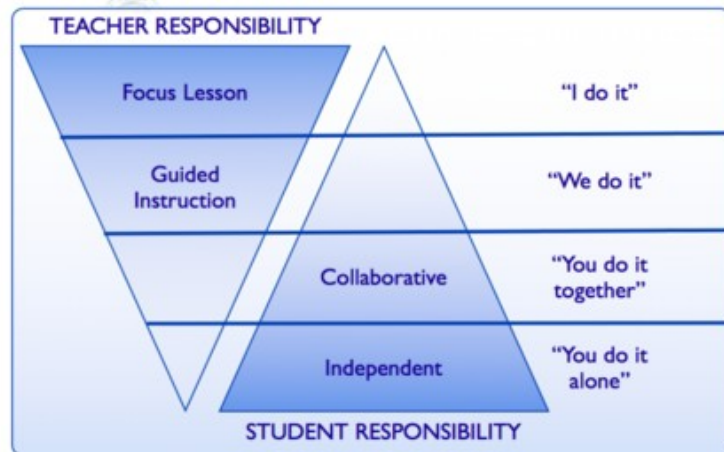 TEACHER RESPONSIBILITY
Focus Lesson
“I do it”
Guided
Instruction
“We do it”
Collaborative
“You do it
together”
Independent
“You do it
alone”
STUDENT RESPONSIBILITY